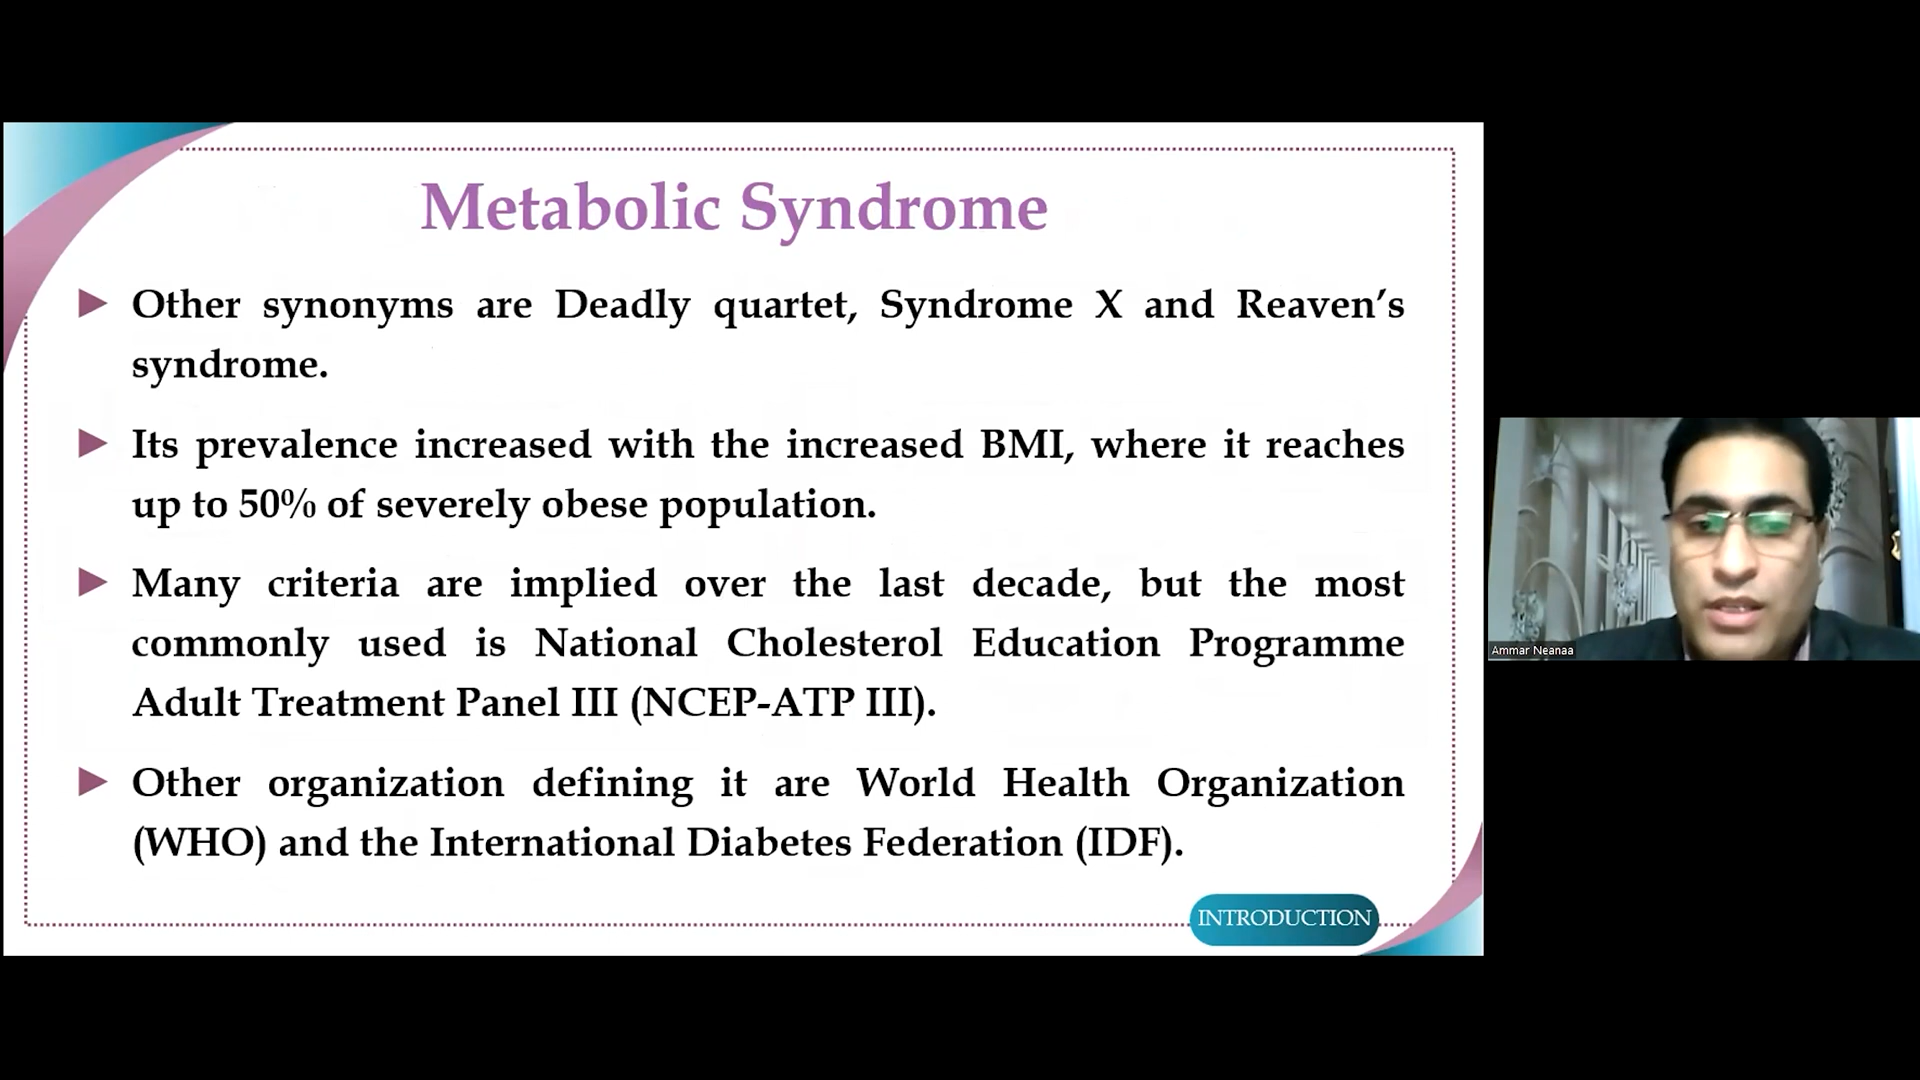 Metabolic Syndrome
Other synonyms are Deadly quartet, Syndrome X and Reaven’s
syndrome.
Its prevalence increased with the increased BMI, where it reaches
up to 50% of severely obese population.
Many criteria are implied over the last decade, but the most
commonly used is National Cholesterol Education Programme
Adult Treatment Panel III (NCEP-ATP III).
Other organization defining it are World Health Organization
(WHO) and the International Diabetes Federation (IDF).
INTRODUCTION
Ammar Neanaa